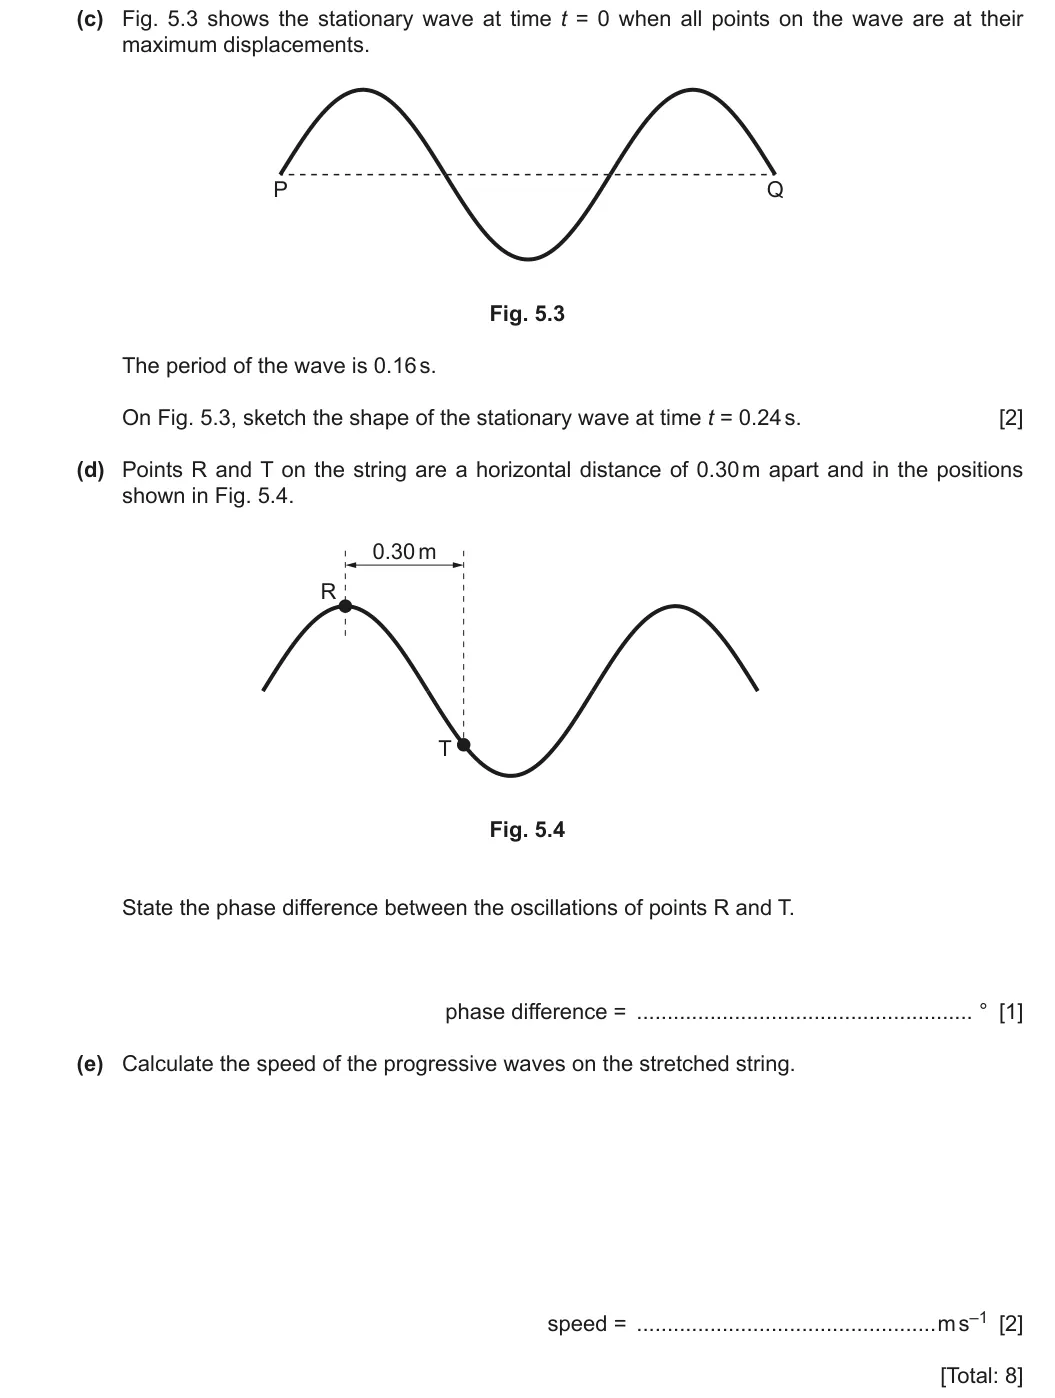 (c) Fig. 5.3 shows the stationary wave at time t = 0 when all points on the wave are at their
maximum displacements.
P
Q
Fig. 5.3
The period of the wave is 0.16 s.
On Fig. 5.3, sketch the shape of the stationary wave at time t = 0.24 s. [2]
(d) Points R and T on the string are a horizontal distance of 0.30 m apart and in the positions
shown in Fig. 5.4.
0.30 m
R
T
Fig. 5.4
State the phase difference between the oscillations of points R and T.
phase difference = ....................................................... ° [1]
(e) Calculate the speed of the progressive waves on the stretched string.
speed = ................................................. m s⁻¹ [2]
[Total: 8]